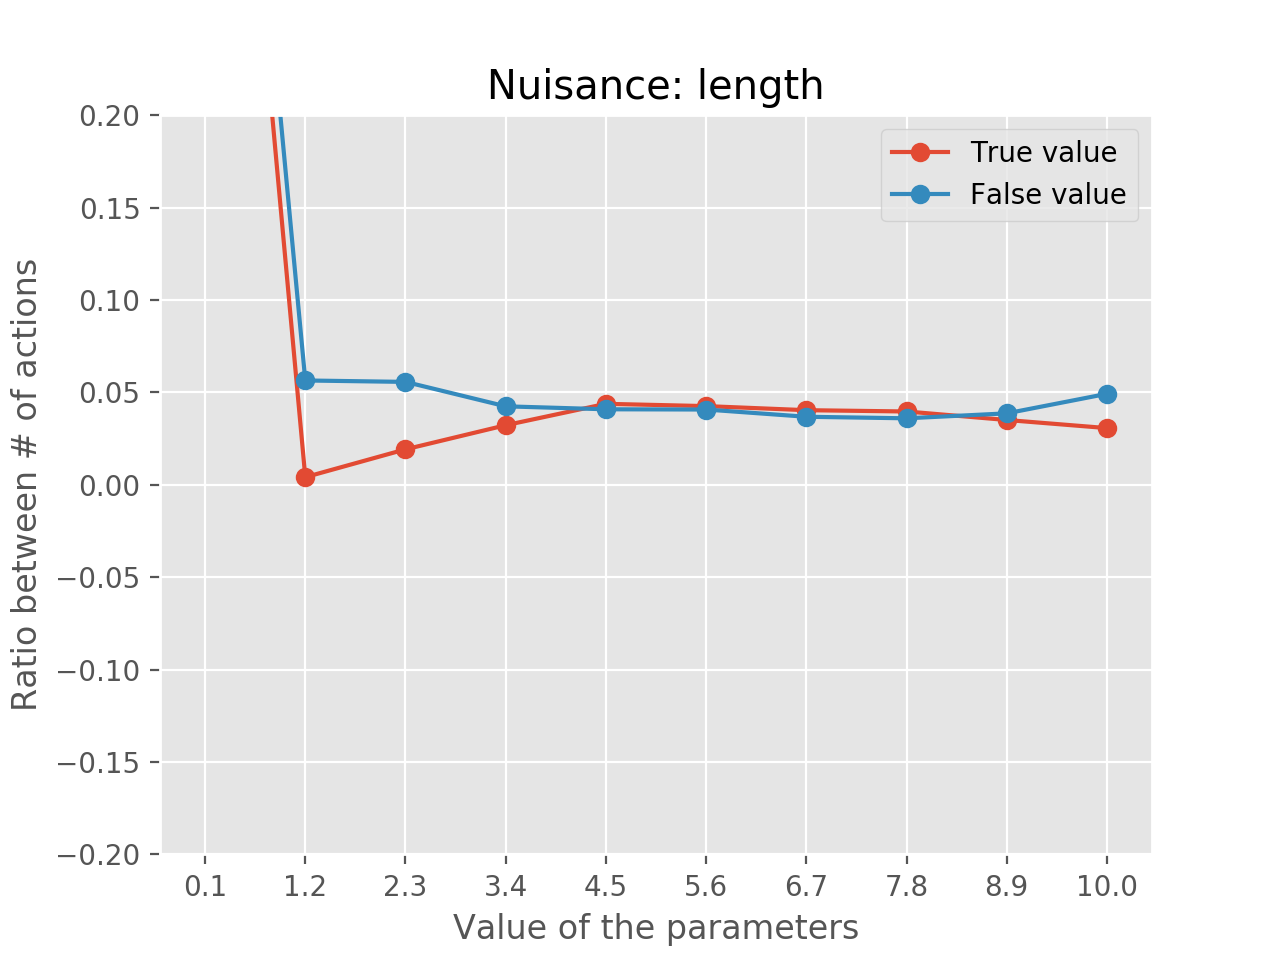 Nuisance: length
True value
False value
0.20
0.15
0.10
0.05
0.00
−0.05
−0.10
−0.15
−0.20
Ratio between # of actions
0.1 1.2 2.3 3.4 4.5 5.6 6.7 7.8 8.9 10.0
Value of the parameters